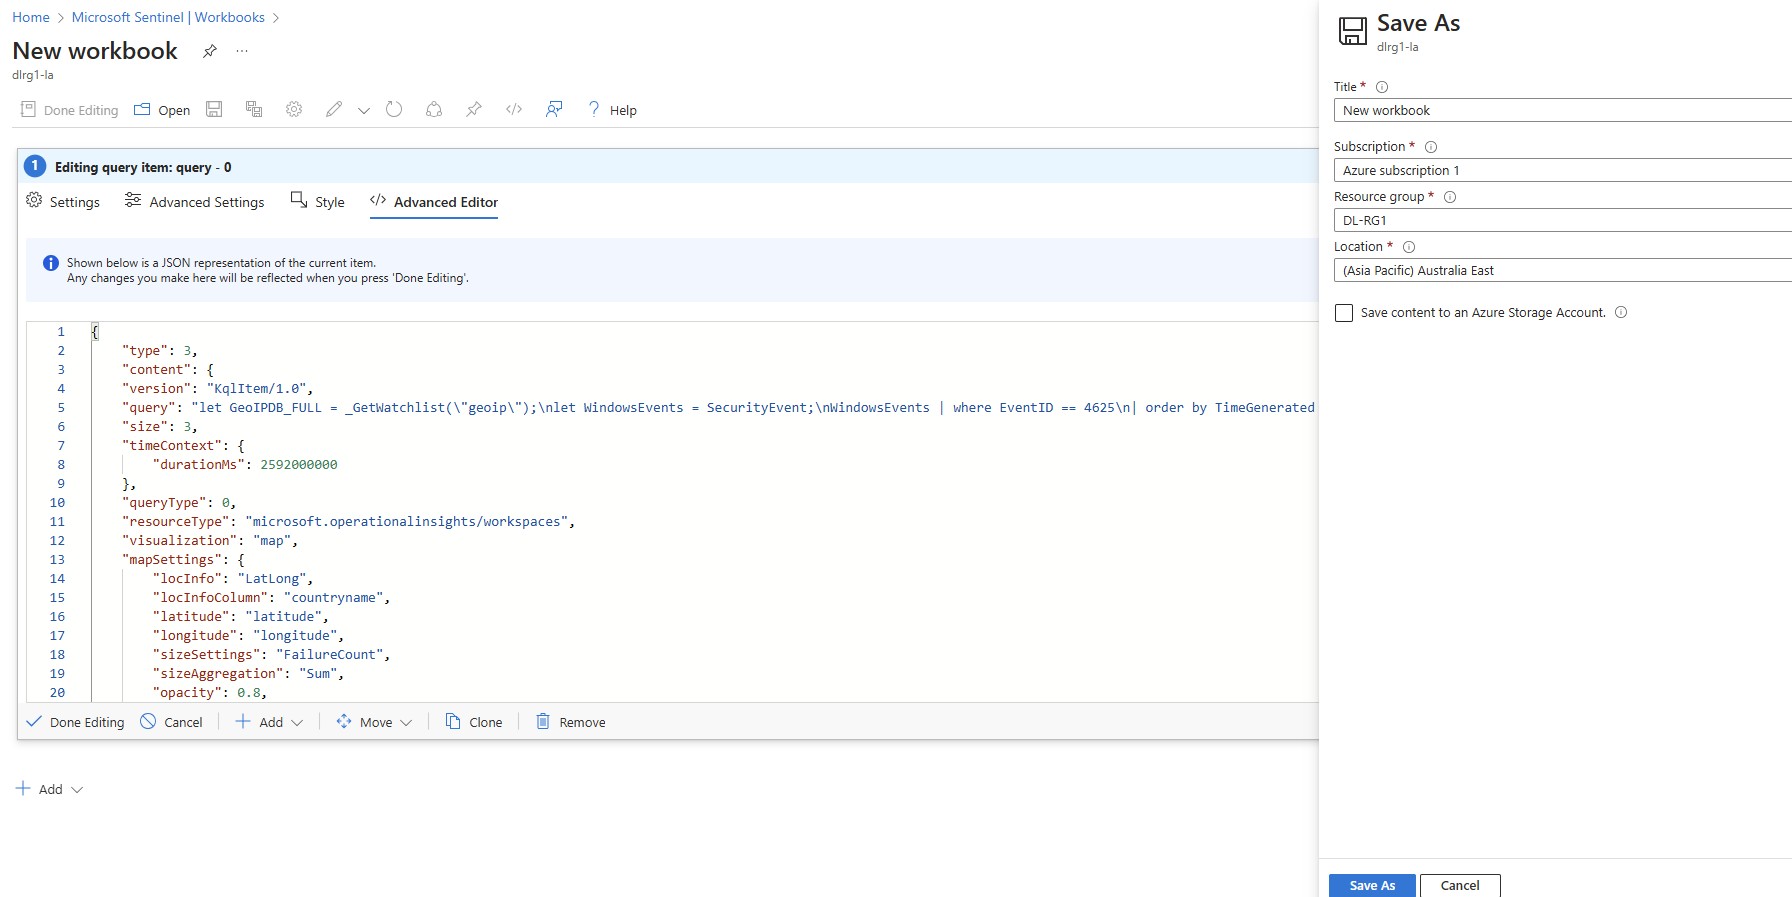 Home > Microsoft Sentinel | Workbooks >
New workbook ...
dlrg1-la
Done Editing Open ? Help
1 Editing query item: query - 0
Settings Advanced Settings Style </> Advanced Editor
Shown below is a JSON representation of the current item.
Any changes you make here will be reflected when you press 'Done Editing'.
1 {
2 "type": 3,
3 "content": {
4 "version": "KqlItem/1.0",
5 "query": "let GeoIPDB_FULL = _GetWatchlist(\"geoip\");\nlet WindowsEvents = SecurityEvent;\nWindowsEvents | where EventID == 4625\n| order by TimeGenerated
6 "size": 3,
7 "timeContext": {
8 "durationMs": 2592000000
9 },
10 "queryType": 0,
11 "resourceType": "microsoft.operationalinsights/workspaces",
12 "visualization": "map",
13 "mapSettings": {
14 "locInfo": "LatLong",
15 "locInfoColumn": "countryname",
16 "latitude": "latitude",
17 "longitude": "longitude",
18 "sizeSettings": "FailureCount",
19 "sizeAggregation": "Sum",
20 "opacity": 0.8,
Done Editing Cancel + Add Move Clone Remove
+ Add
Save As
dlrg1-la
Title *
New workbook
Subscription *
Azure subscription 1
Resource group *
DL-RG1
Location *
(Asia Pacific) Australia East
Save content to an Azure Storage Account.
Save As Cancel